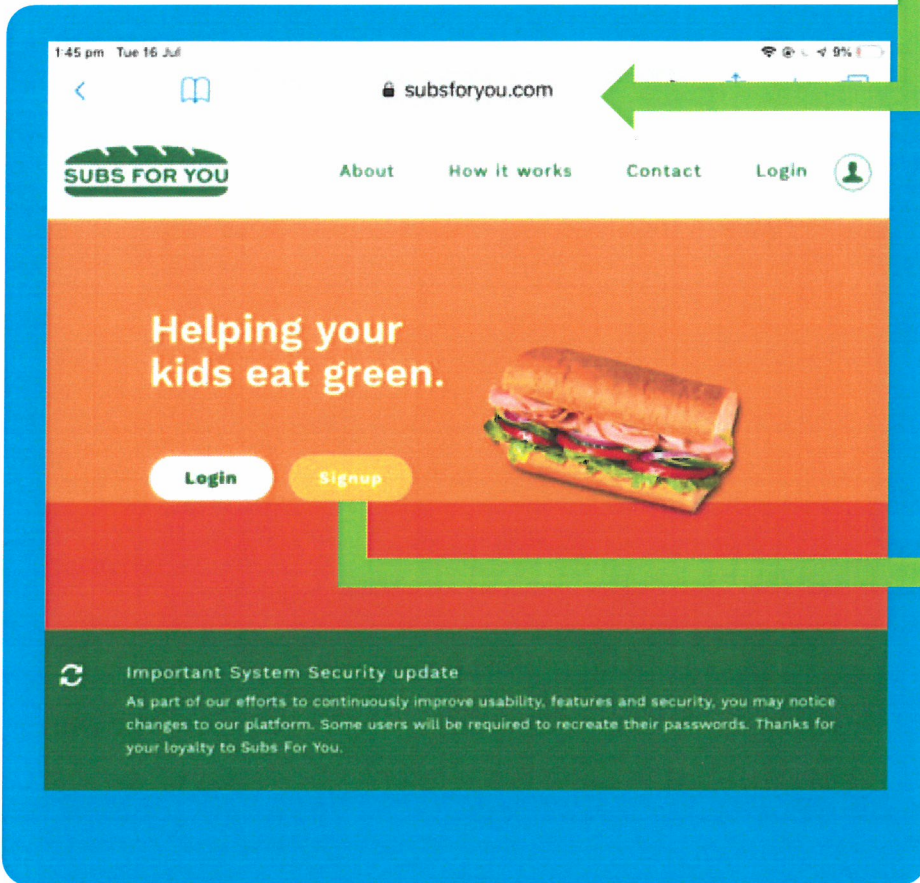 1:45 pm Tue 16 Jul
9%
subsforyou.com
SUBS FOR YOU
About How it works Contact Login
Helping your
kids eat green.
Login Signup
Important System Security update
As part of our efforts to continuously improve usability, features and security, you may notice
changes to our platform. Some users will be required to recreate their passwords. Thanks for
your loyalty to Subs For You.